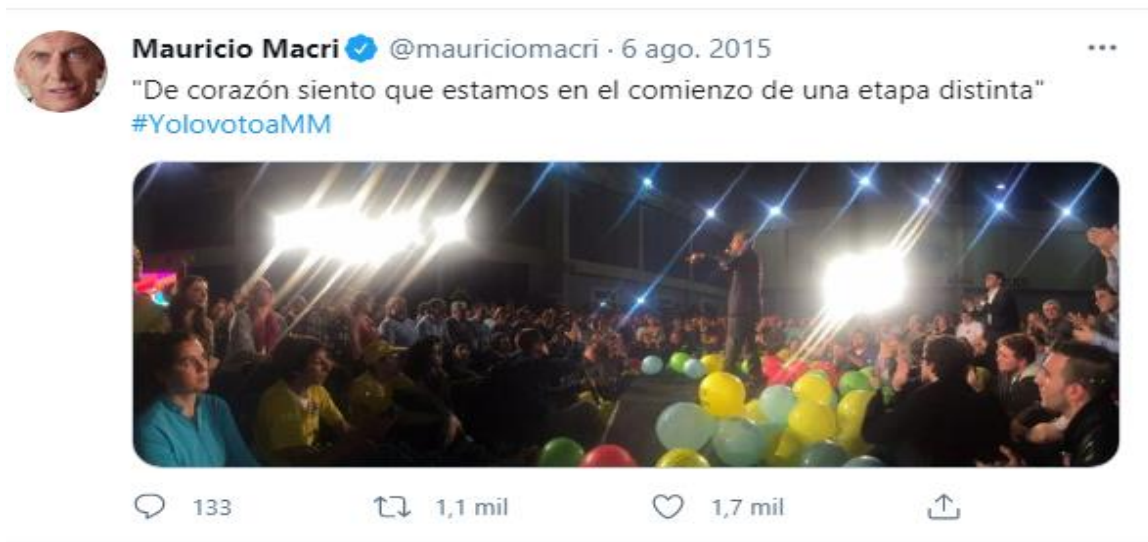 Mauricio Macri @mauriciomacri · 6 ago. 2015
"De corazón siento que estamos en el comienzo de una etapa distinta"
#YolovotoaMM
133 1,1 mil 1,7 mil